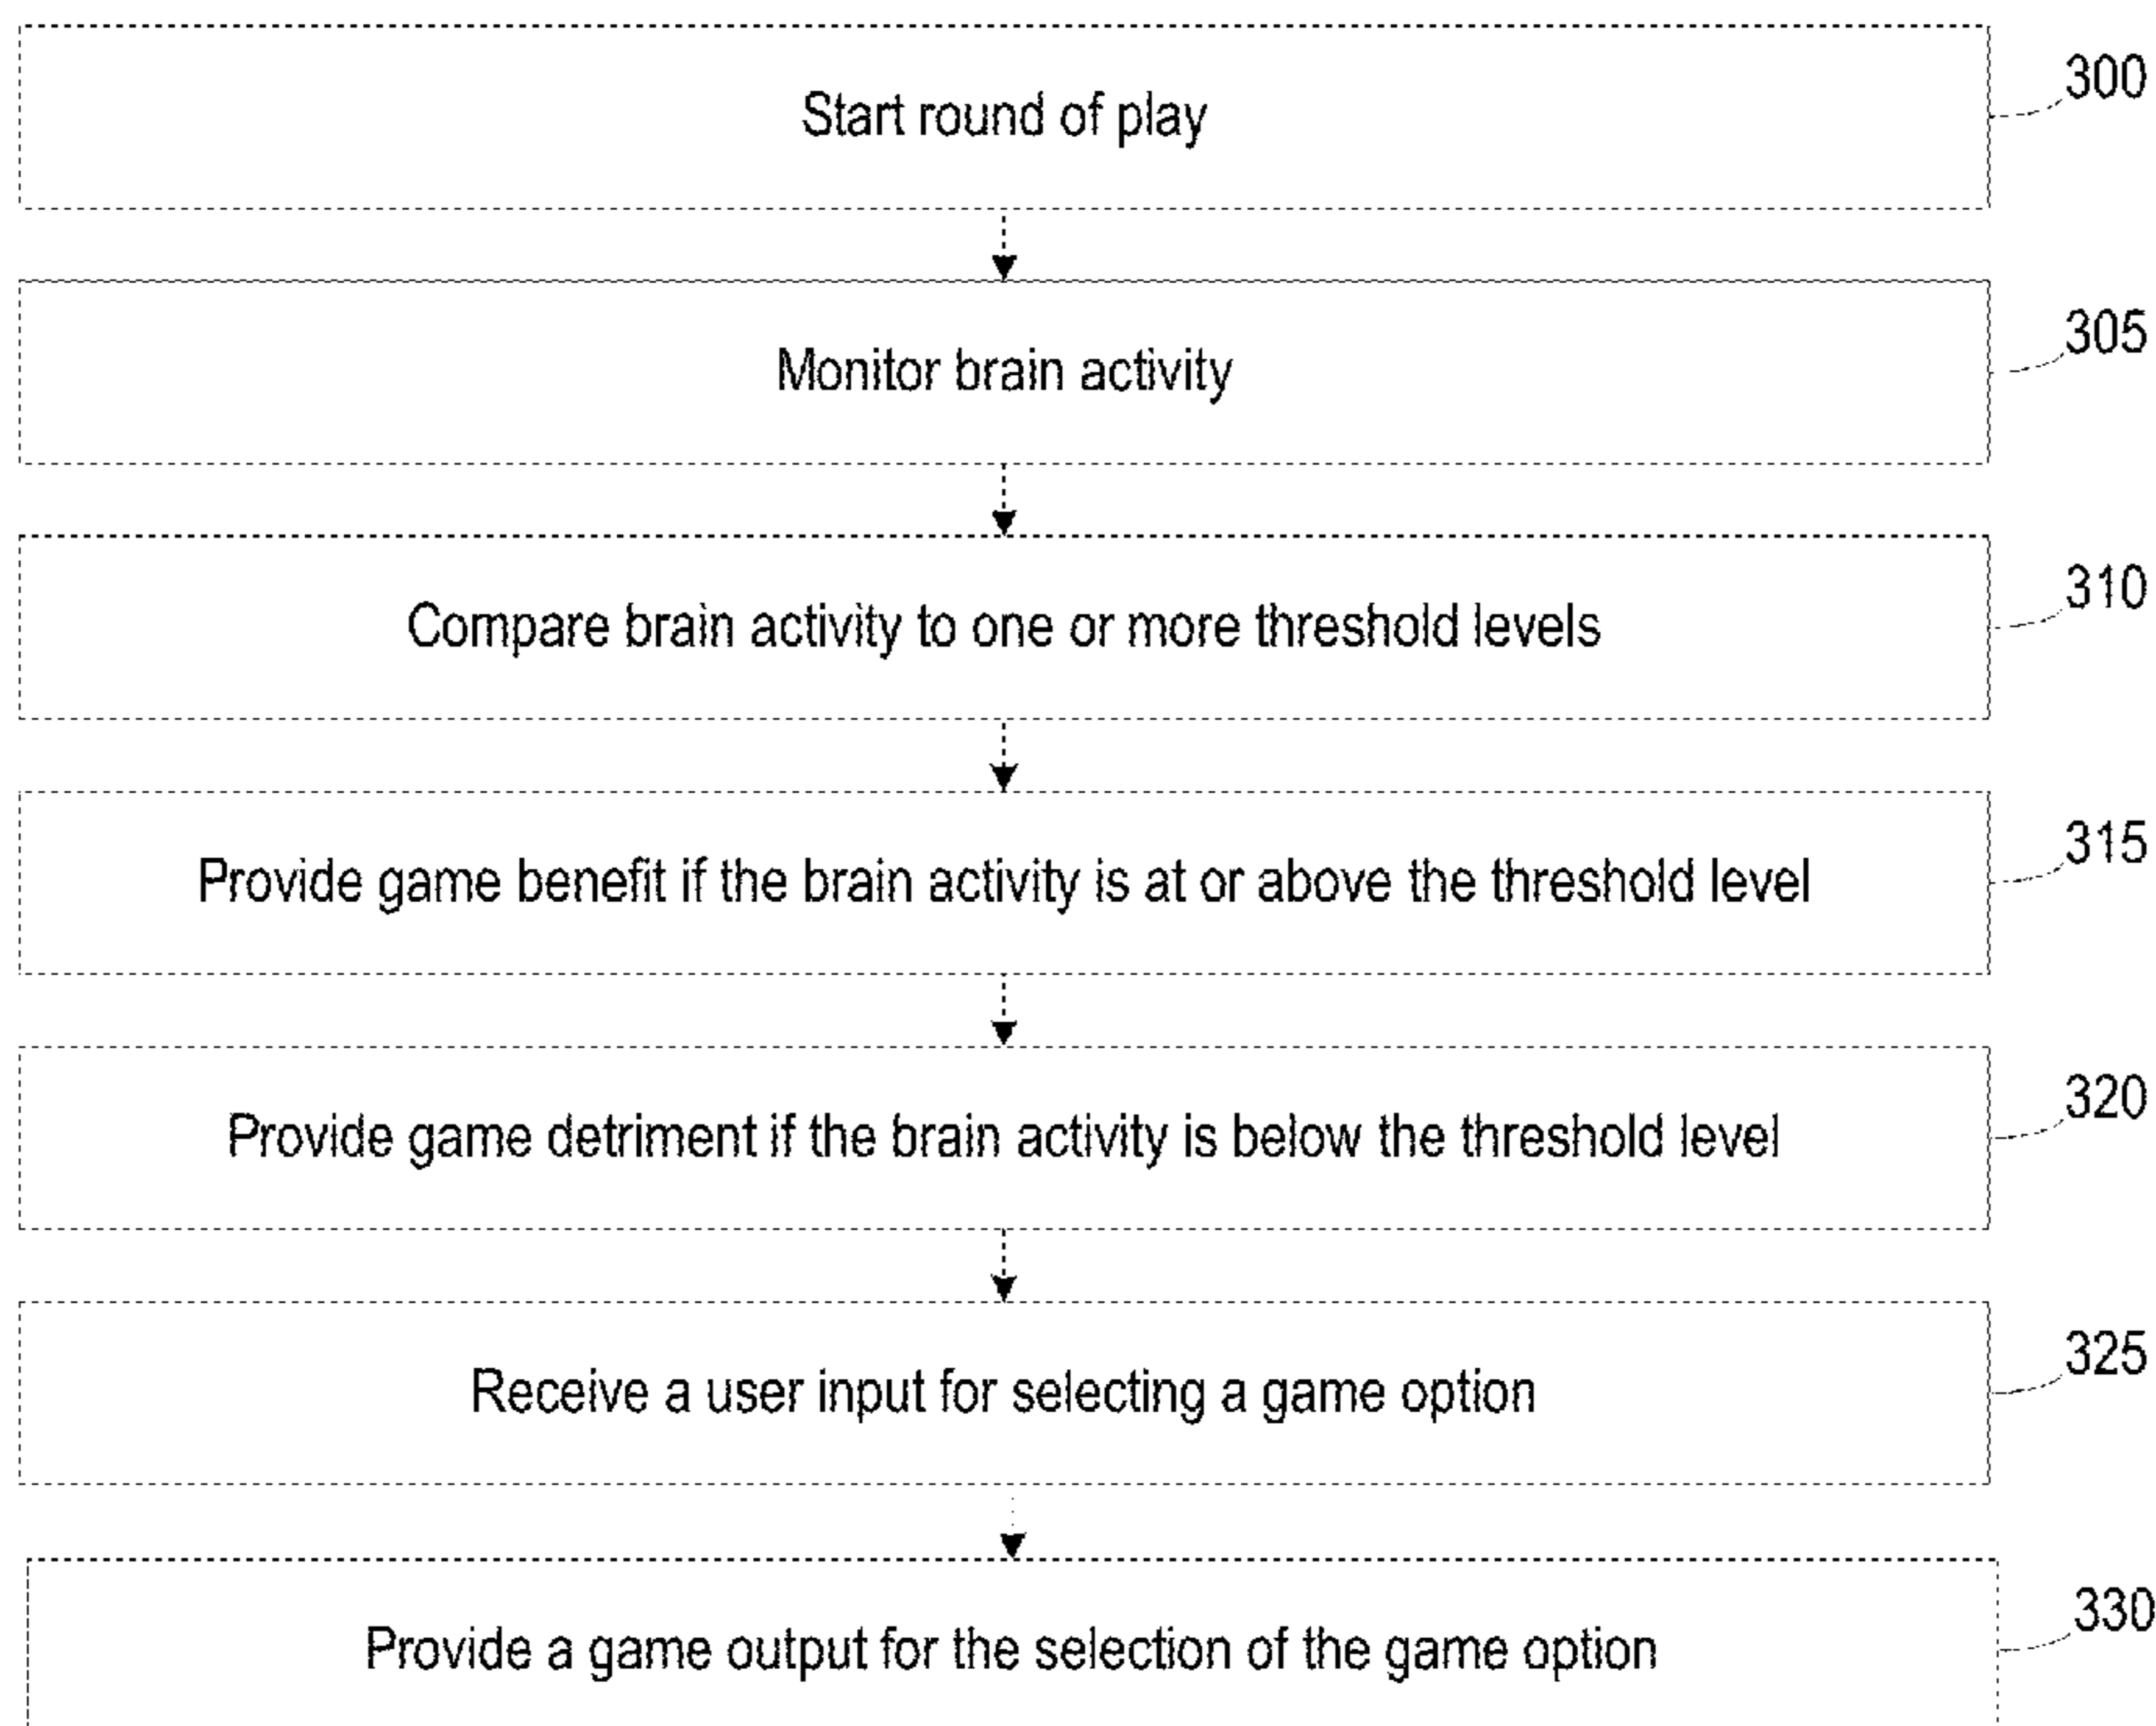 Start round of play
300
Monitor brain activity
305
Compare brain activity to one or more threshold levels
310
Provide game benefit if the brain activity is at or above the threshold level
315
Provide game detriment if the brain activity is below the threshold level
320
Receive a user input for selecting a game option
325
Provide a game output for the selection of the game option
330